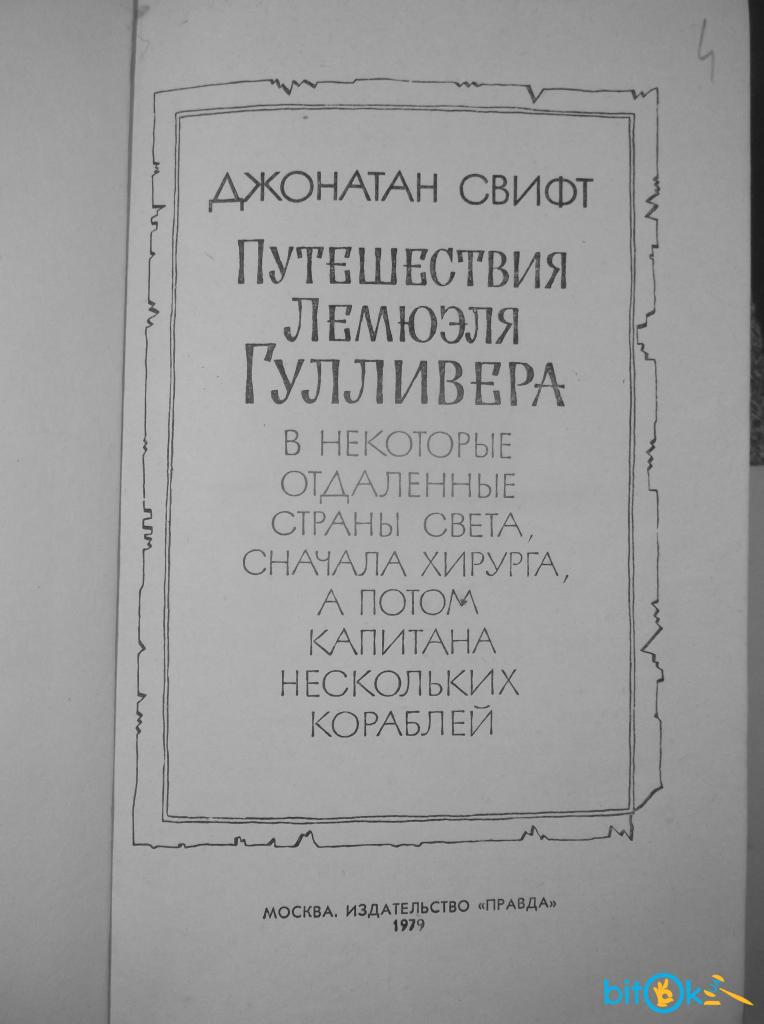 4
ДЖОНАТАН СВИФТ
ПУТЕШЕСТВИЯ
ЛЕМЮЭЛЯ
ГУЛЛИВЕРА
В НЕКОТОРЫЕ
ОТДАЛЕННЫЕ
СТРАНЫ СВЕТА,
СНАЧАЛА ХИРУРГА,
А ПОТОМ
КАПИТАНА
НЕСКОЛЬКИХ
КОРАБЛЕЙ
МОСКВА. ИЗДАТЕЛЬСТВО «ПРАВДА»
1979
bitok